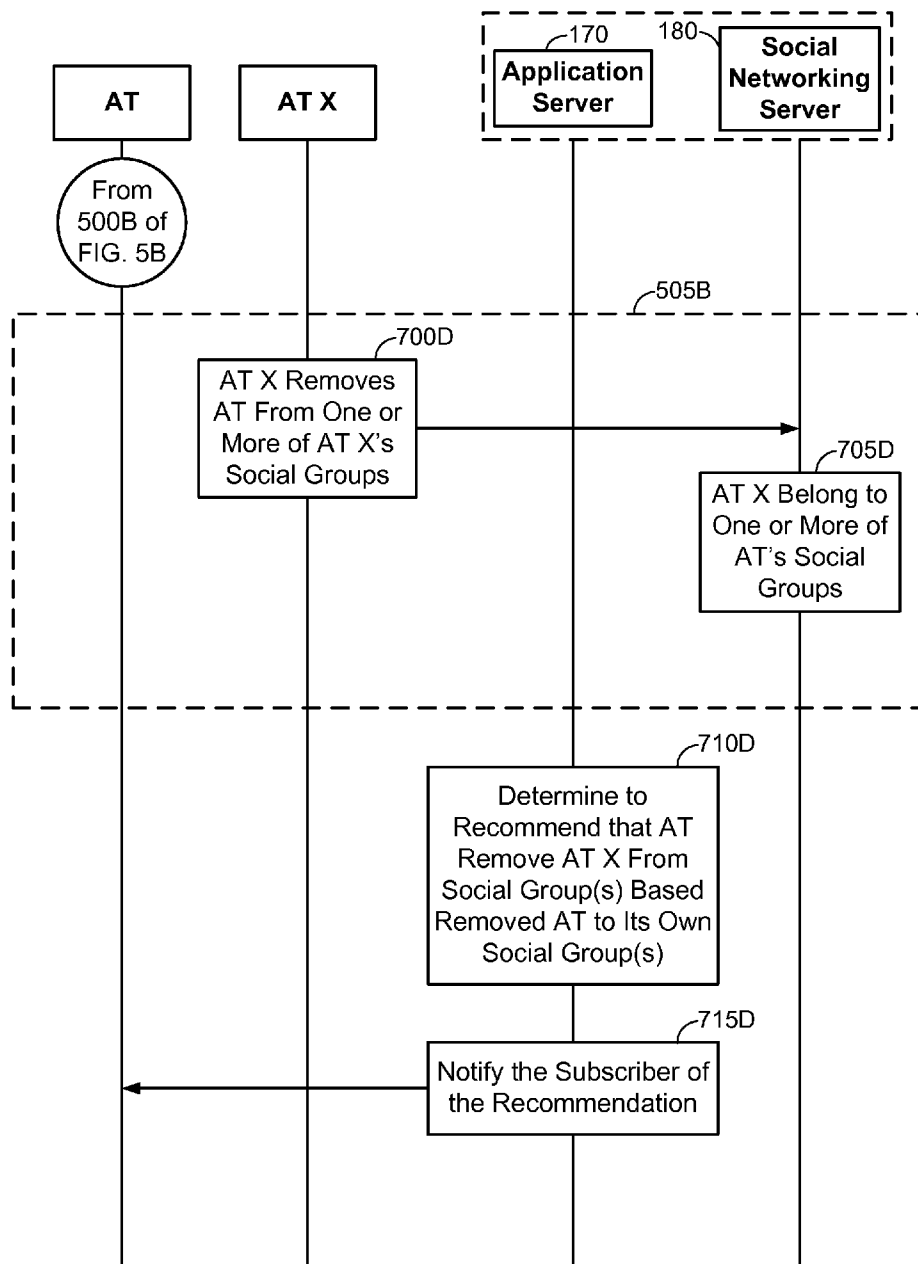 170
180
AT
AT X
Application
Server
Social
Networking
Server
From
500B of
FIG. 5B
505B
700D
AT X Removes
AT From One or
More of AT X's
Social Groups
705D
AT X Belong to
One or More of
AT's Social
Groups
710D
Determine to
Recommend that AT
Remove AT X From
Social Group(s) Based
Removed AT to Its Own
Social Group(s)
715D
Notify the Subscriber of
the Recommendation